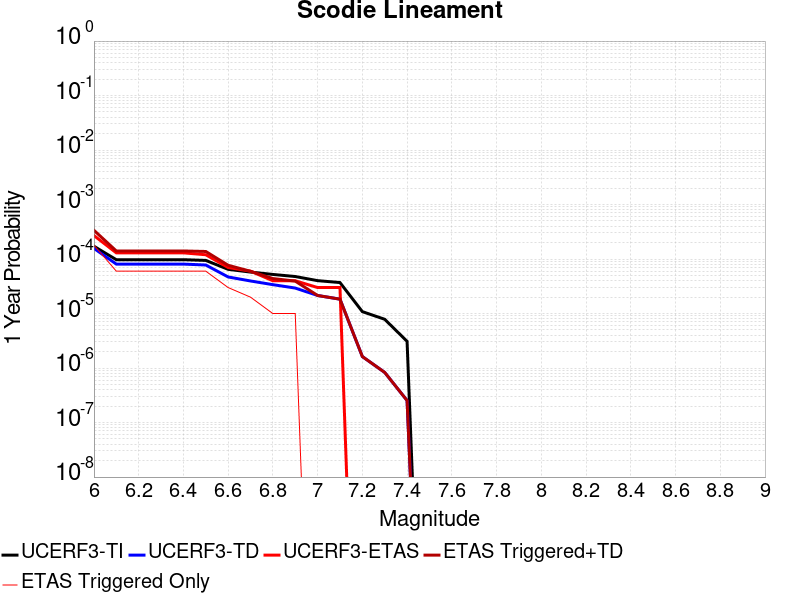 Scodie Lineament
10^0
10^-1
10^-2
10^-3
10^-4
10^-5
10^-6
10^-7
10^-8
1 Year Probability
6 6.2 6.4 6.6 6.8 7 7.2 7.4 7.6 7.8 8 8.2 8.4 8.6 8.8 9
Magnitude
UCERF3-TI UCERF3-TD UCERF3-ETAS ETAS Triggered+TD
ETAS Triggered Only